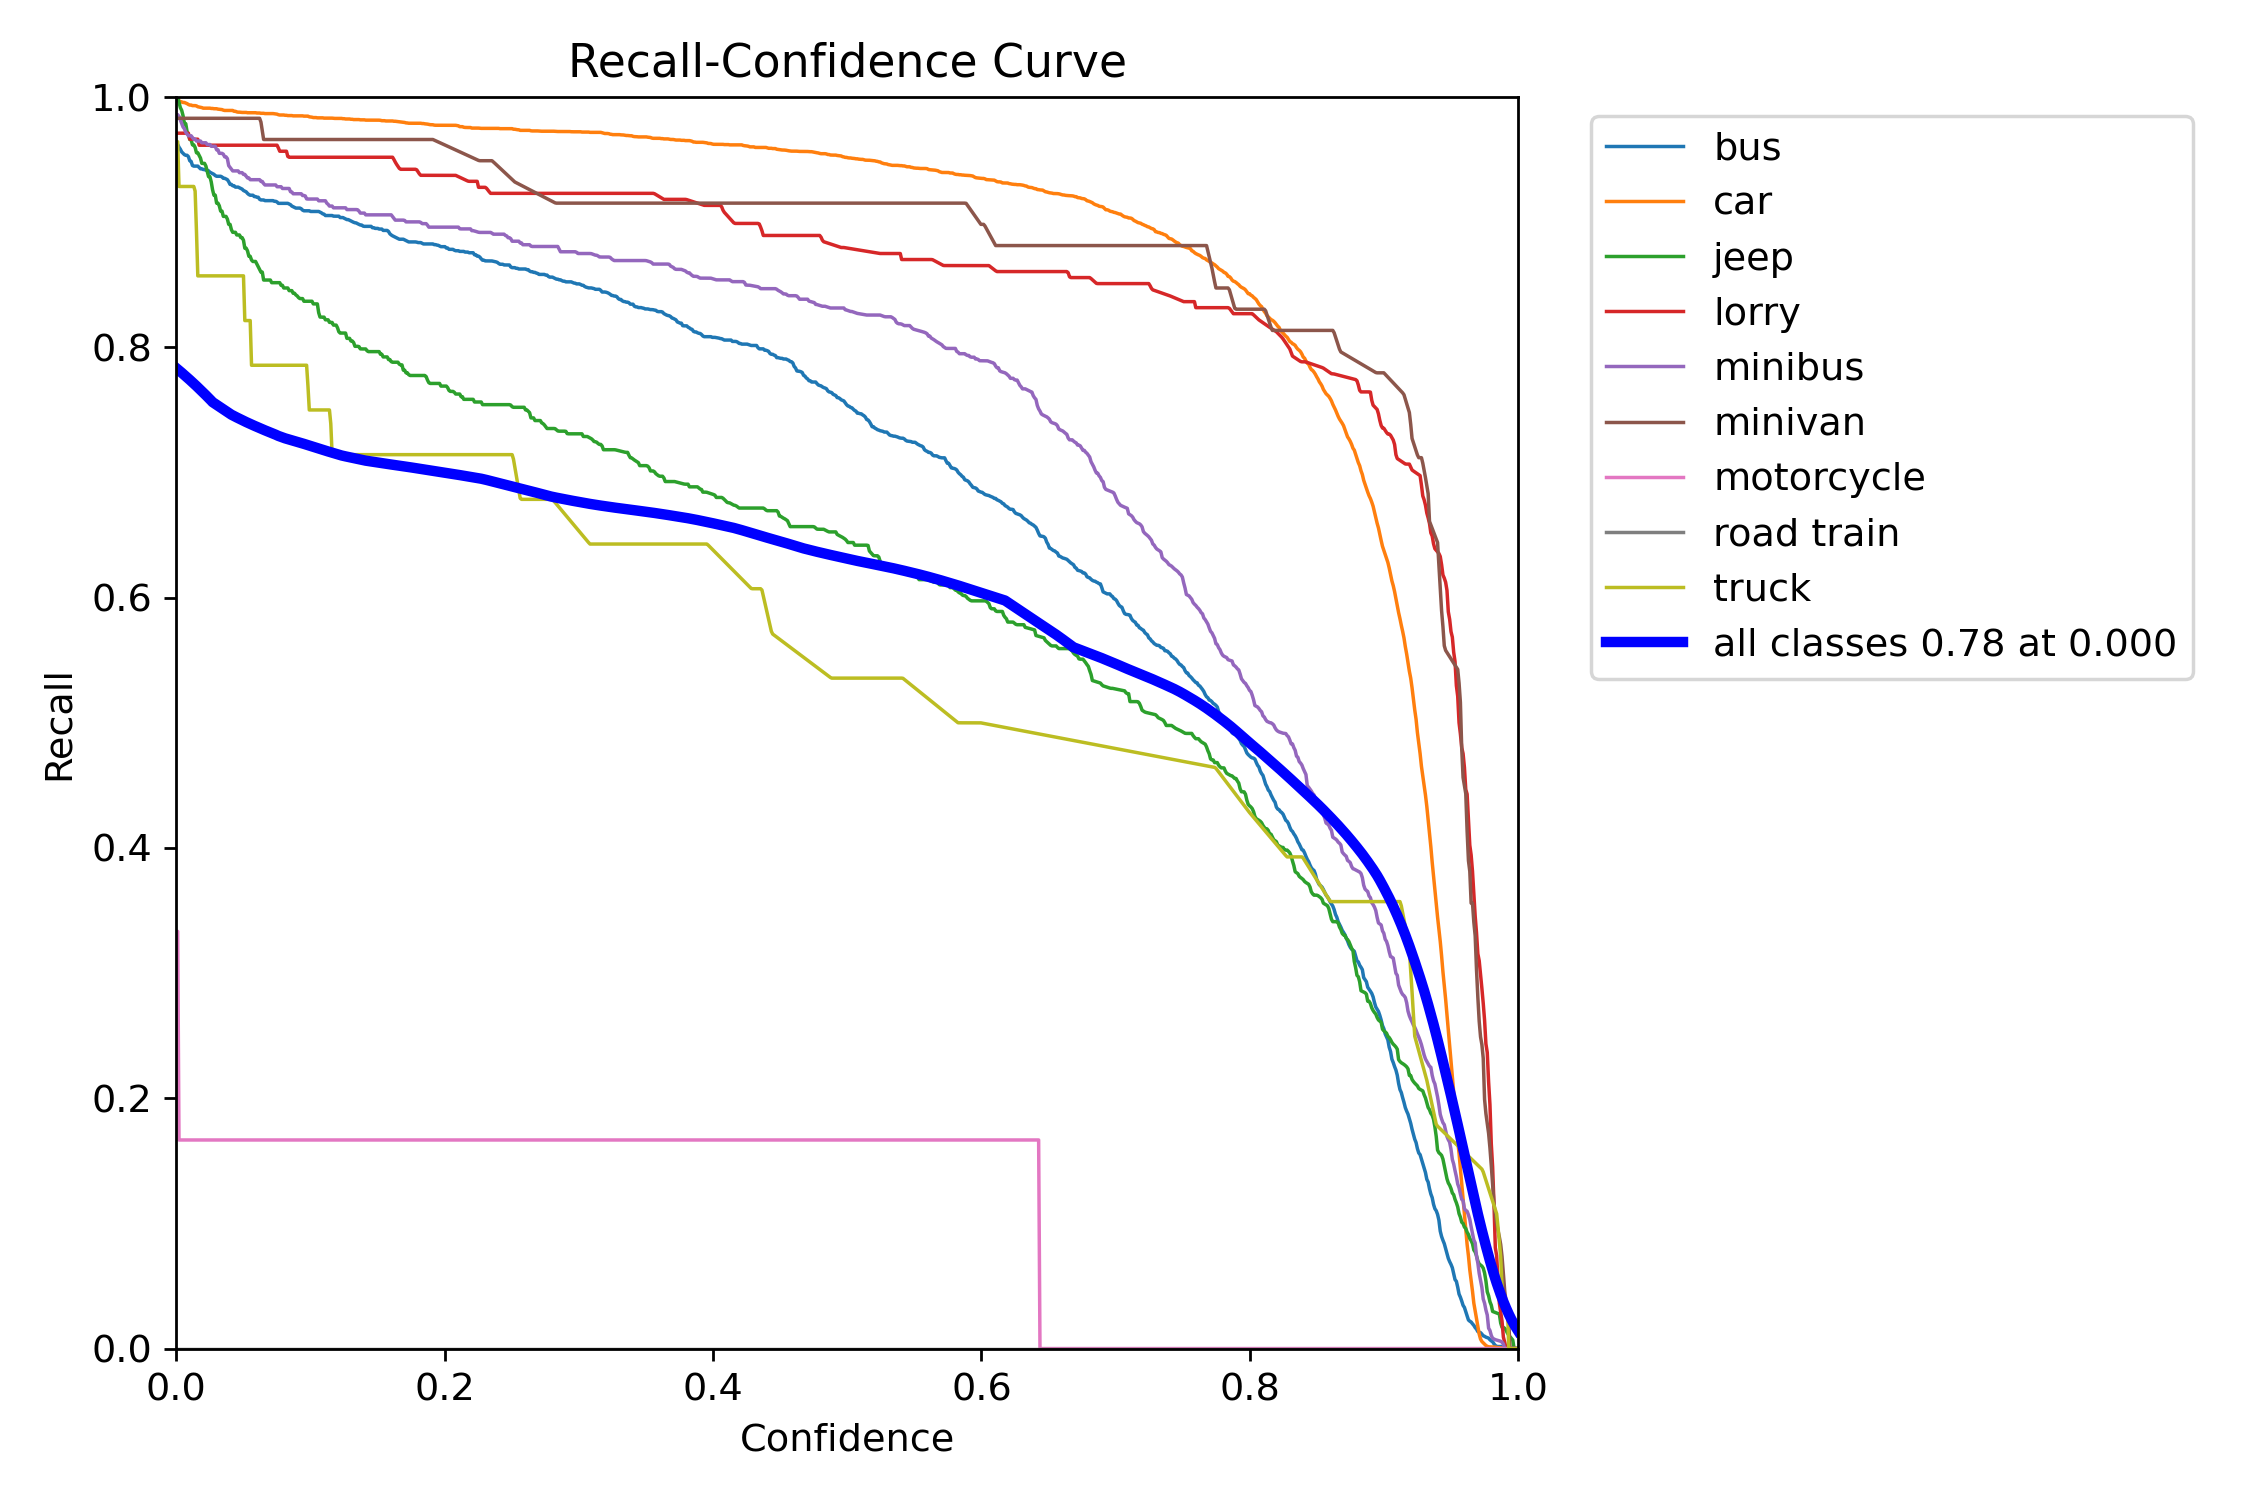 Recall-Confidence Curve
1.0
0.8
0.6
0.4
0.2
0.0
Recall
0.0 0.2 0.4 0.6 0.8 1.0
Confidence
bus
car
jeep
lorry
minibus
minivan
motorcycle
road train
truck
all classes 0.78 at 0.000